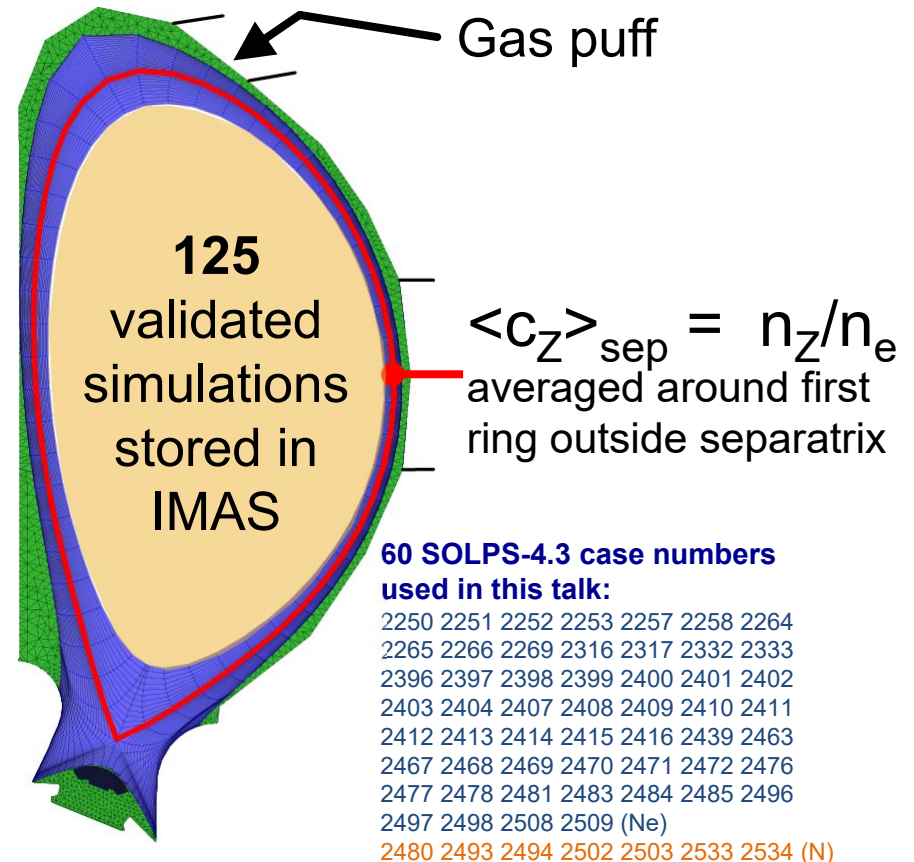 Gas puff
125
validated
simulations
stored in
IMAS
<c_Z>_sep = n_Z/n_e
averaged around first
ring outside separatrix
60 SOLPS-4.3 case numbers
used in this talk:
2250 2251 2252 2253 2257 2258 2264
2265 2266 2269 2316 2317 2332 2333
2396 2397 2398 2399 2400 2401 2402
2403 2404 2407 2408 2409 2410 2411
2412 2413 2414 2415 2416 2439 2463
2467 2468 2469 2470 2471 2472 2476
2477 2478 2481 2483 2484 2485 2496
2497 2498 2508 2509 (Ne)
2480 2493 2494 2502 2503 2533 2534 (N)